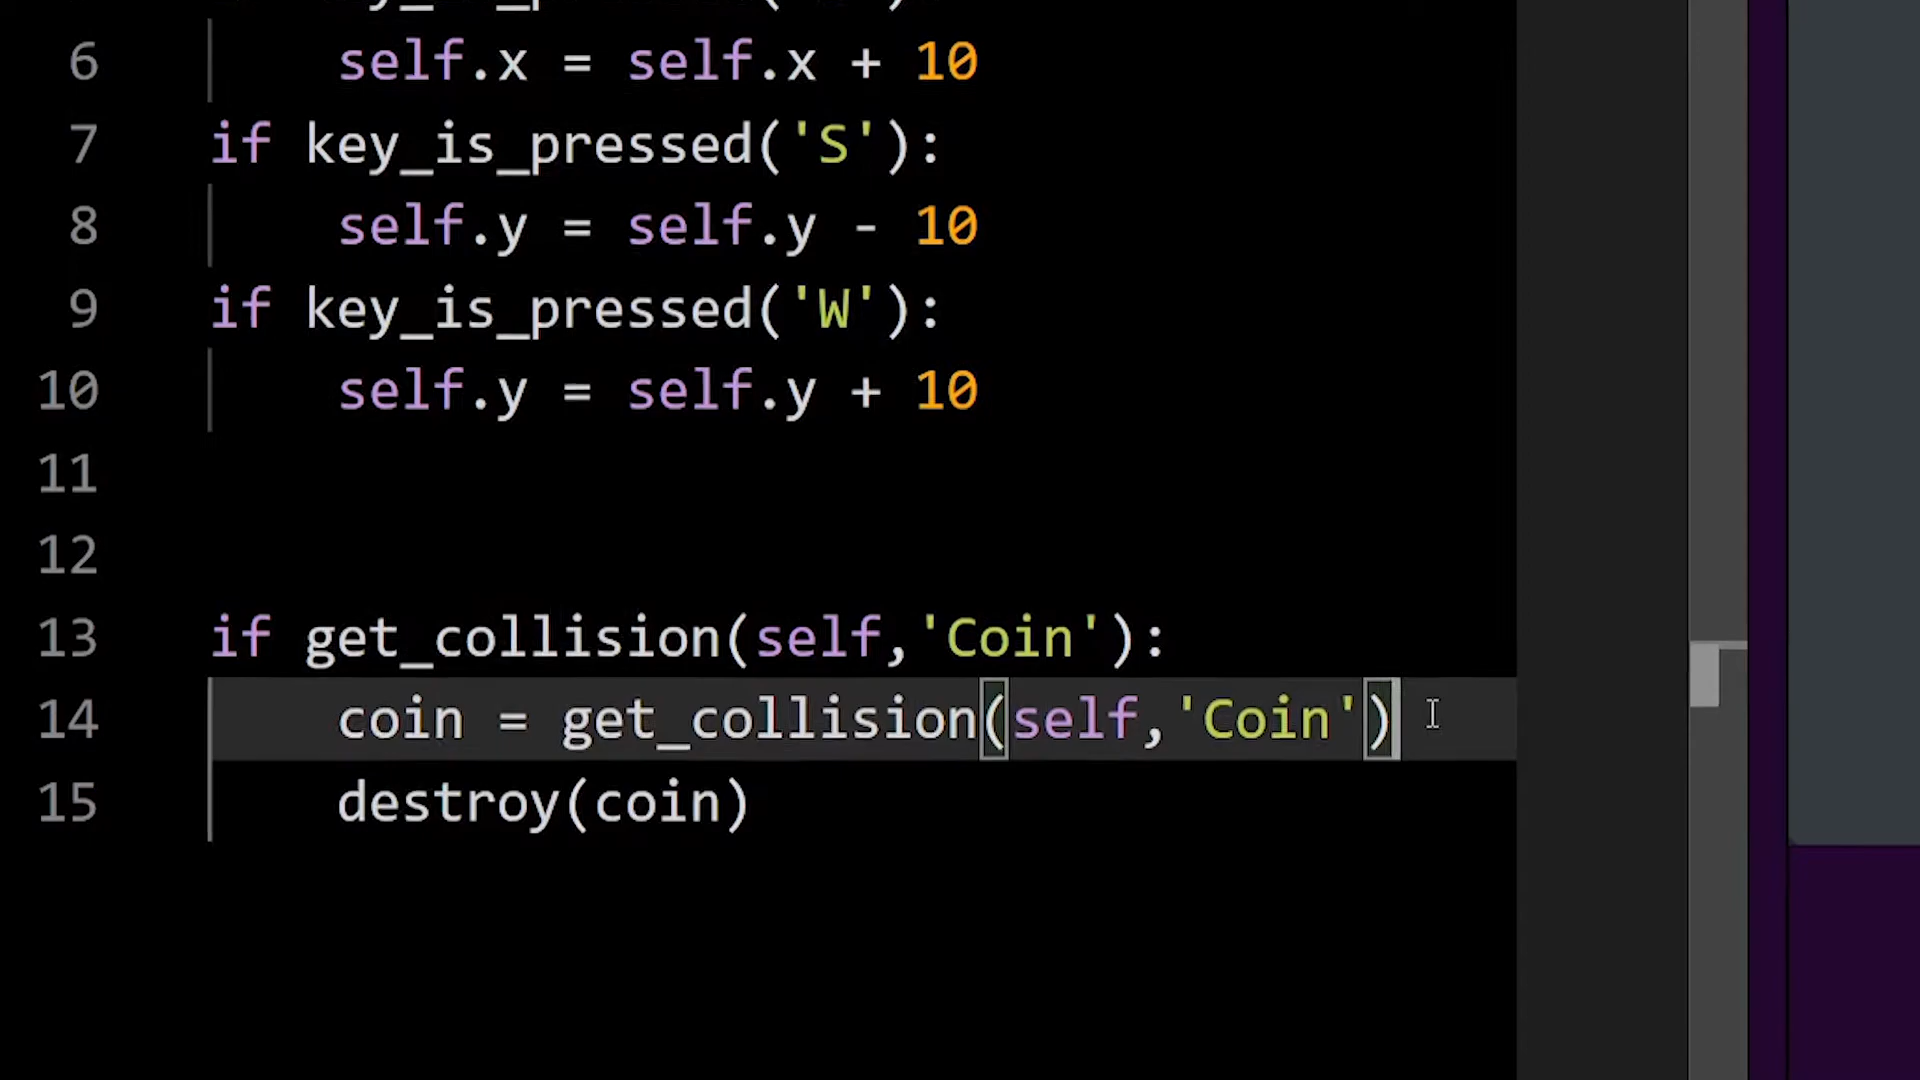 6 self.x = self.x + 10
7 if key_is_pressed('S'):
8 self.y = self.y - 10
9 if key_is_pressed('W'):
10 self.y = self.y + 10
11
12
13 if get_collision(self,'Coin'):
14 coin = get_collision(self,'Coin')
15 destroy(coin)